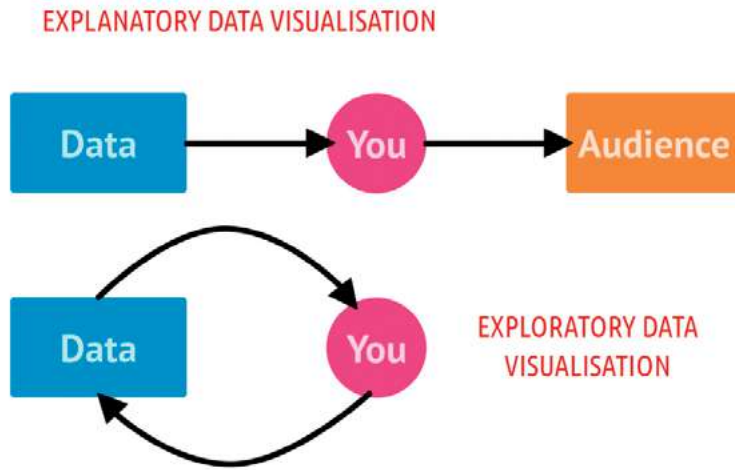 EXPLANATORY DATA VISUALISATION
Data
You
Audience
Data
You
EXPLORATORY DATA
VISUALISATION